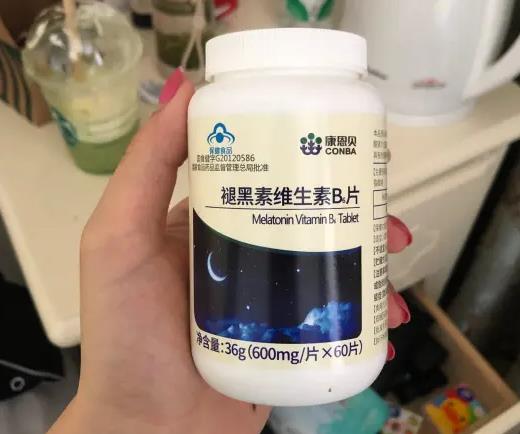 保健食品
国食健字G20120586
国家食品药品监督管理总局批准
康恩贝
CONBA
褪黑素维生素B₆片
Melatonin Vitamin B₆ Tablet
净含量:36g(600mg/片×60片)